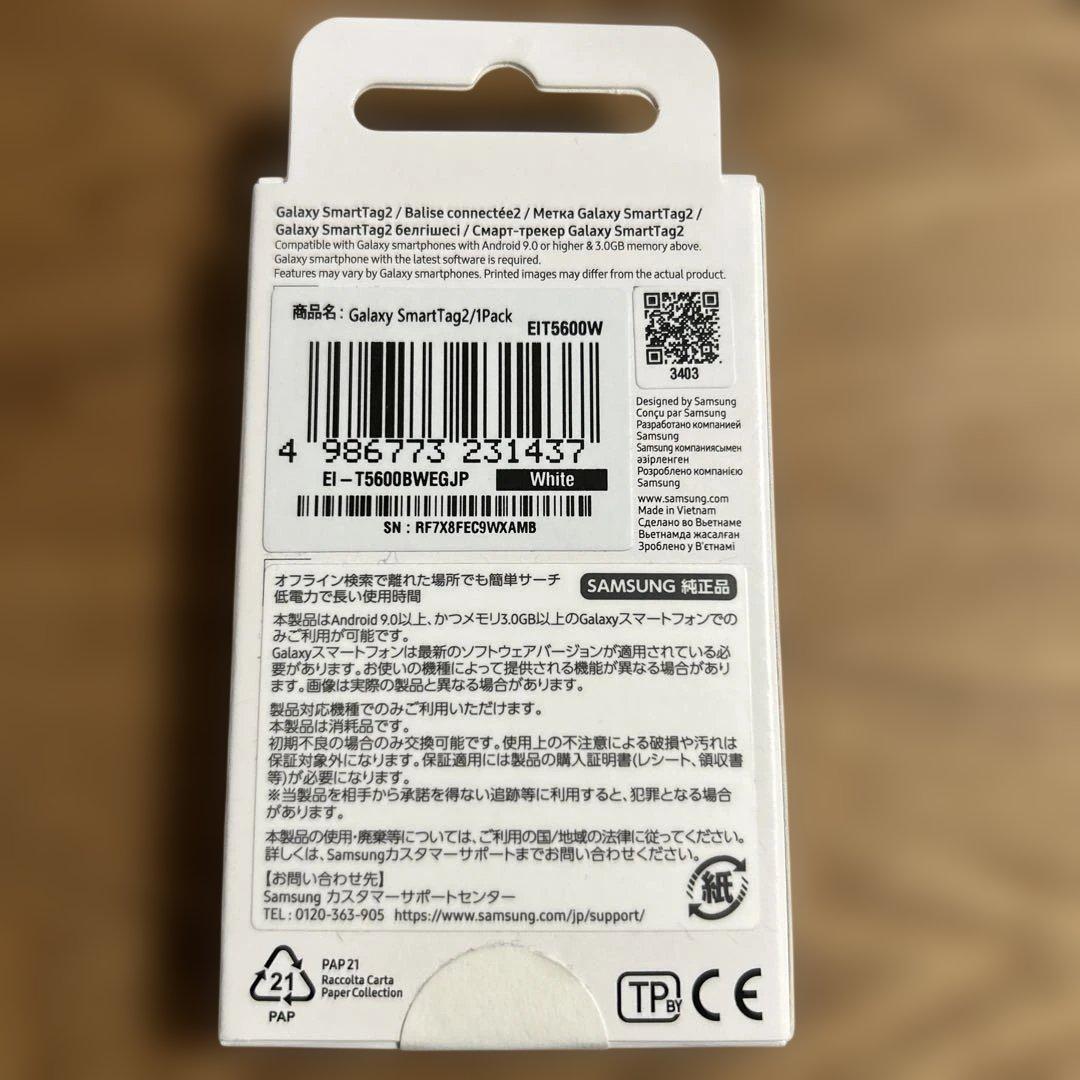 Galaxy SmartTag2 / Balise connectée2 / Метка Galaxy SmartTag2 /
Galaxy SmartTag2 белгішесі / Смарт-трекер Galaxy SmartTag2
Compatible with Galaxy smartphones with Android 9.0 or higher & 3.0GB memory above.
Galaxy smartphone with the latest software is required.
Features may vary by Galaxy smartphones. Printed images may differ from the actual product.
商品名: Galaxy SmartTag2/1Pack
EIT5600W
4 986773 231437
EI-T5600BWEGJP White
SN : RF7X8FEC9WXAMB
3403
Designed by Samsung
Conçu par Samsung
Разработано компанией
Samsung
Samsung компаниясымен
әзірленген
Розроблено компанією
Samsung
www.samsung.com
Made in Vietnam
Сделано во Вьетнаме
Вьетнамда жасалған
Зроблено у В'єтнамі
オフライン検索で離れた場所でも簡単サーチ
低電力で長い使用時間
SAMSUNG 純正品
本製品はAndroid 9.0以上、かつメモリ3.0GB以上のGalaxyスマートフォンでの
みご利用が可能です。
Galaxyスマートフォンは最新のソフトウェアバージョンが適用されている必
要があります。お使いの機種によって提供される機能が異なる場合があり
ます。画像は実際の製品と異なる場合があります。
製品対応機種でのみご利用いただけます。
本製品は消耗品です。
初期不良の場合のみ交換可能です。使用上の不注意による破損や汚れは
保証対象外になります。保証適用には製品の購入証明書(レシート、領収書
等)が必要になります。
※当製品を相手から承諾を得ない追跡等に利用すると、犯罪となる場合
があります。
本製品の使用・廃棄等については、ご利用の国/地域の法律に従ってください。
詳しくは、Samsungカスタマーサポートまでお問い合わせください。
【お問い合わせ先】
Samsung カスタマーサポートセンター
TEL : 0120-363-905 https://www.samsung.com/jp/support/
紙
21
PAP
PAP 21
Raccolta Carta
Paper Collection
TP BY CE